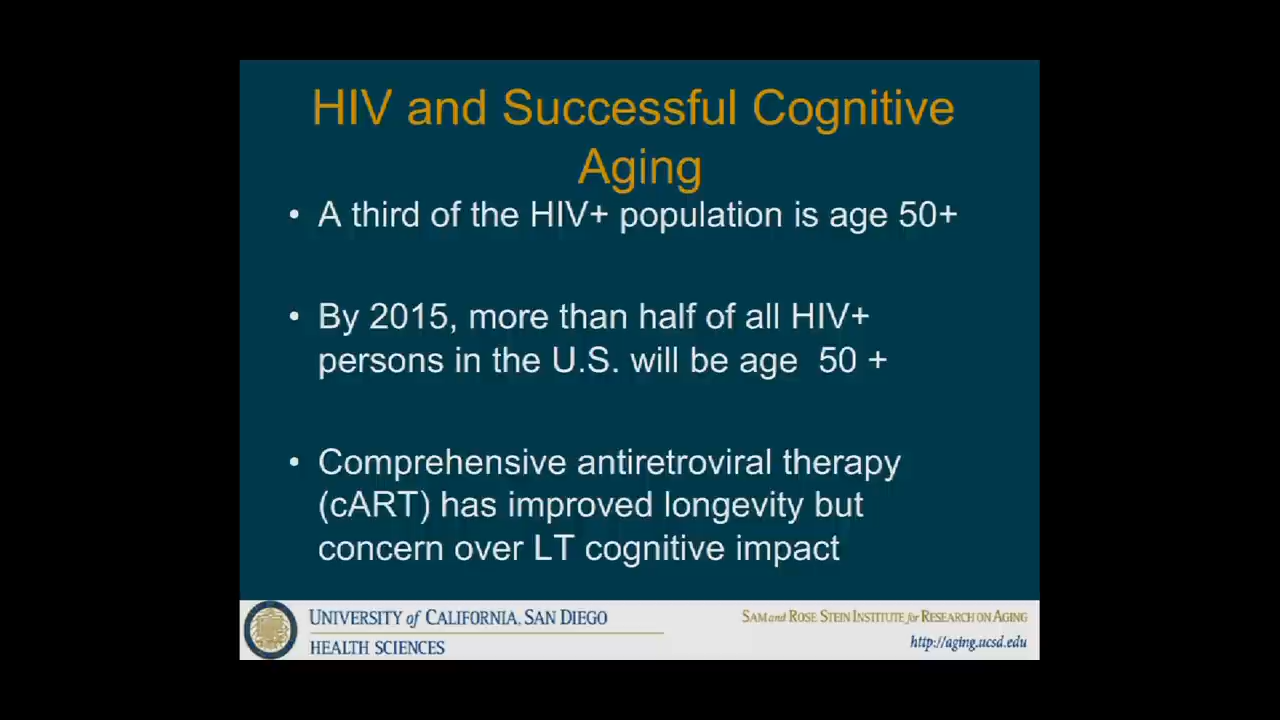 HIV and Successful Cognitive
Aging
• A third of the HIV+ population is age 50+
• By 2015, more than half of all HIV+
persons in the U.S. will be age 50 +
• Comprehensive antiretroviral therapy
(cART) has improved longevity but
concern over LT cognitive impact
UNIVERSITY of CALIFORNIA, SAN DIEGO
HEALTH SCIENCES
SAM and ROSE STEIN INSTITUTE for RESEARCH ON AGING
http://aging.ucsd.edu